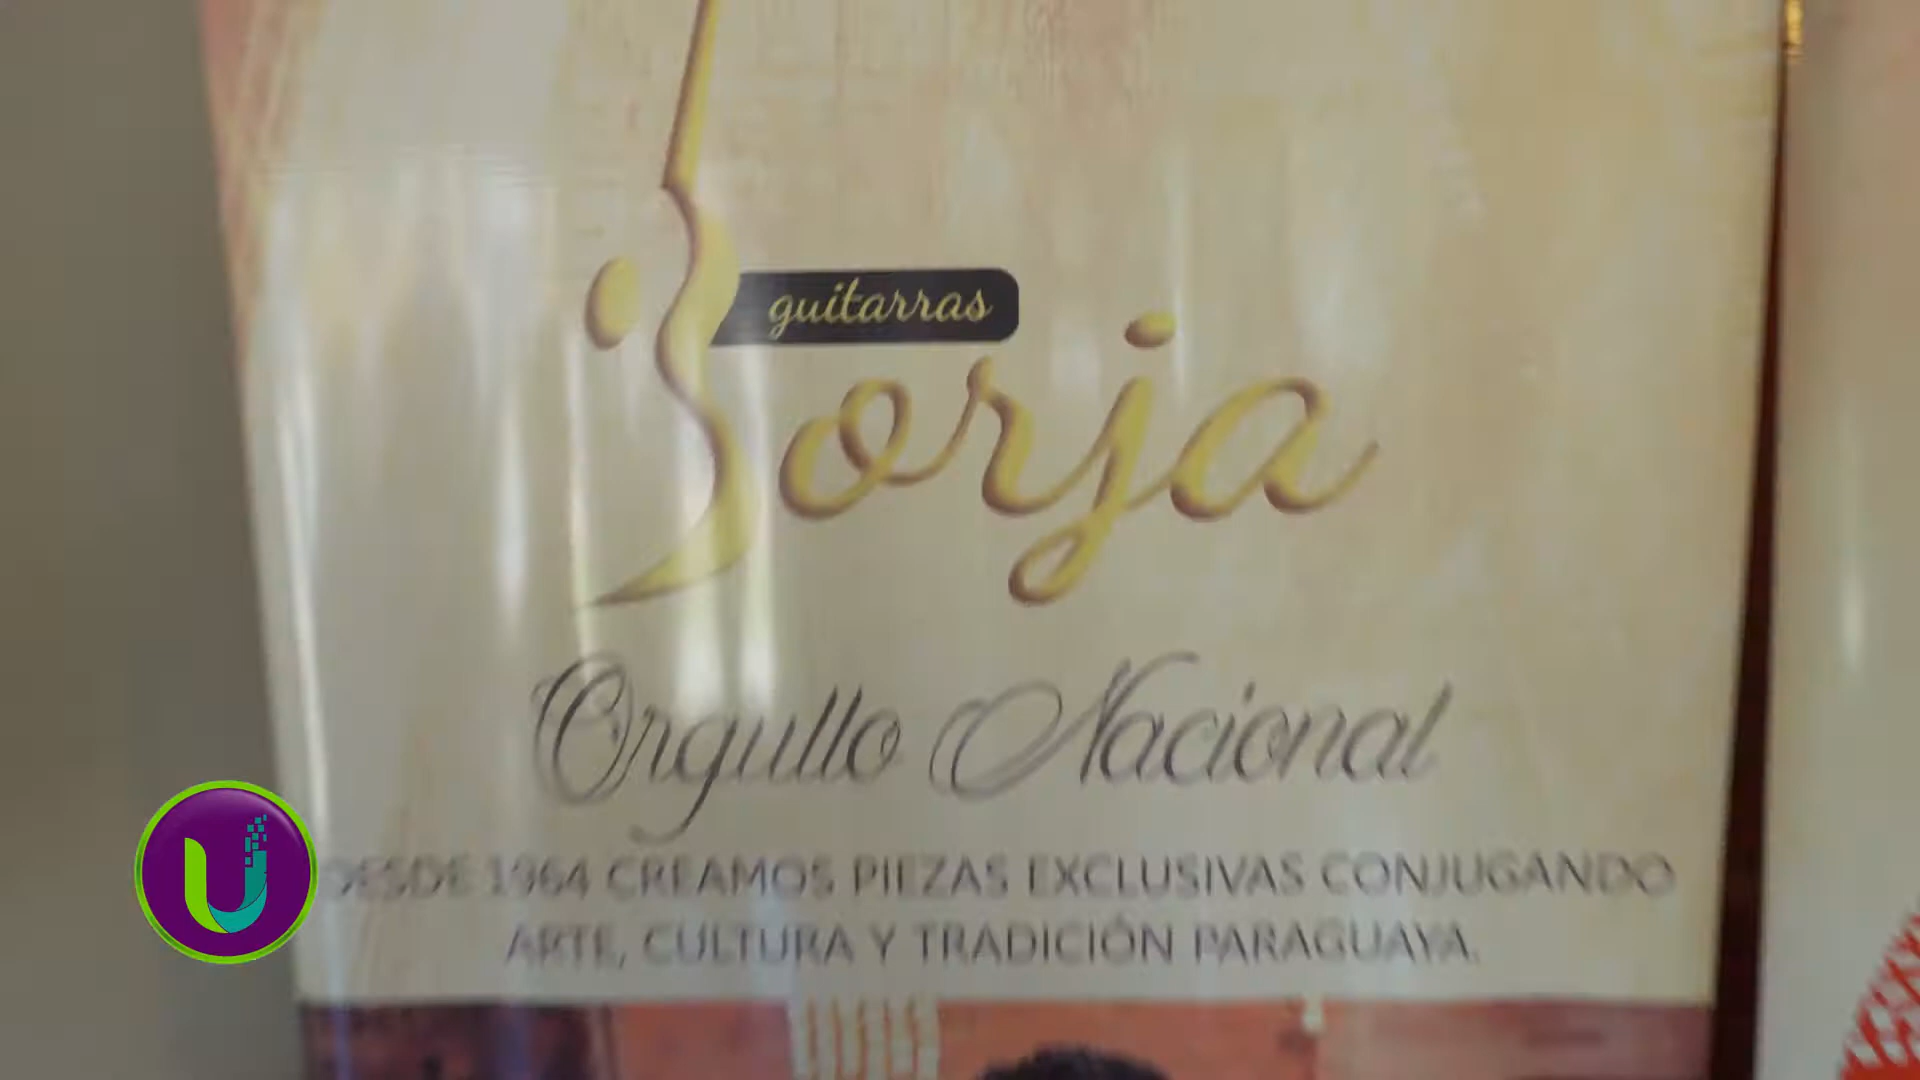 guitarras
Borja
Orgullo Nacional
DESDE 1964 CREAMOS PIEZAS EXCLUSIVAS CONJUGANDO
ARTE, CULTURA Y TRADICIÓN PARAGUAYA.
U